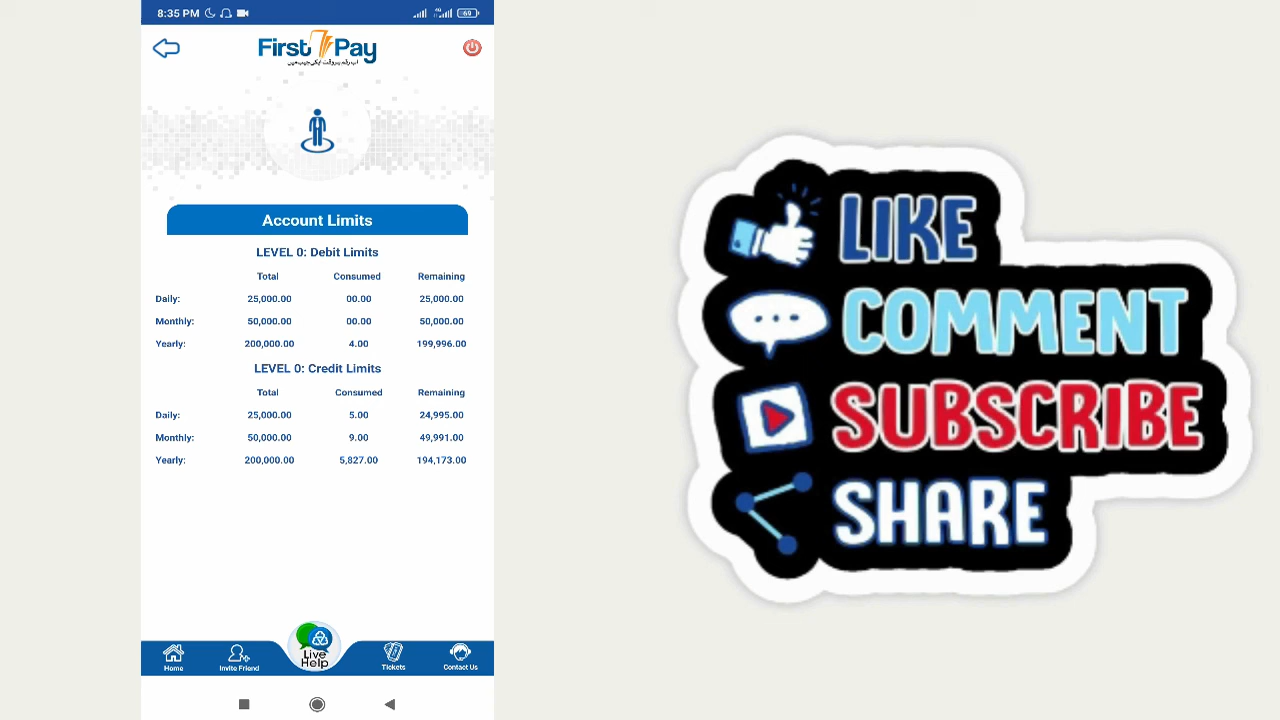 8:35 PM
4G
69
First Pay
Account Limits
LEVEL 0: Debit Limits
Total Consumed Remaining
Daily: 25,000.00 00.00 25,000.00
Monthly: 50,000.00 00.00 50,000.00
Yearly: 200,000.00 4.00 199,996.00
LEVEL 0: Credit Limits
Total Consumed Remaining
Daily: 25,000.00 5.00 24,995.00
Monthly: 50,000.00 9.00 49,991.00
Yearly: 200,000.00 5,827.00 194,173.00
Home
Invite Friend
Live
Help
Tickets
Contact Us
LIKE
COMMENT
SUBSCRIBE
SHARE